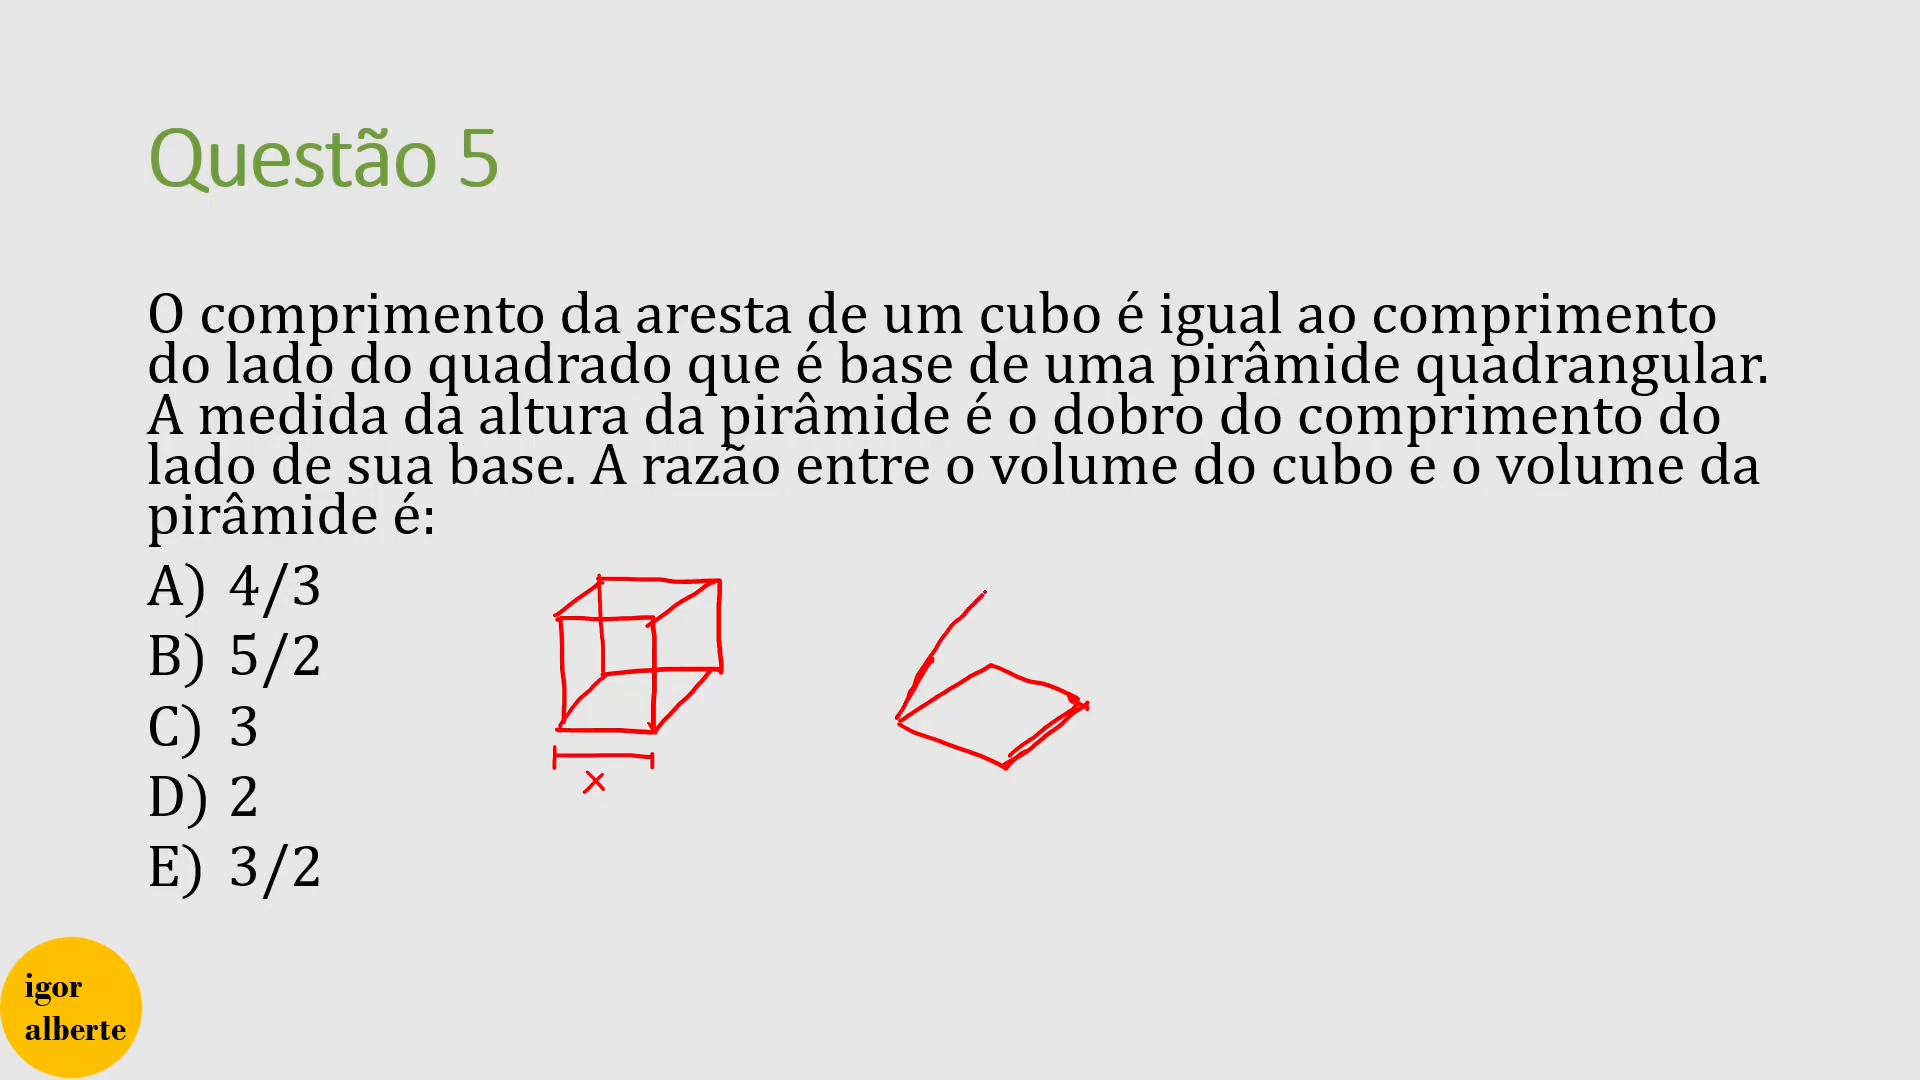 Questão 5
O comprimento da aresta de um cubo é igual ao comprimento
do lado do quadrado que é base de uma pirâmide quadrangular.
A medida da altura da pirâmide é o dobro do comprimento do
lado de sua base. A razão entre o volume do cubo e o volume da
pirâmide é:
A) 4/3
B) 5/2
C) 3
D) 2
E) 3/2
x
igor
alberte